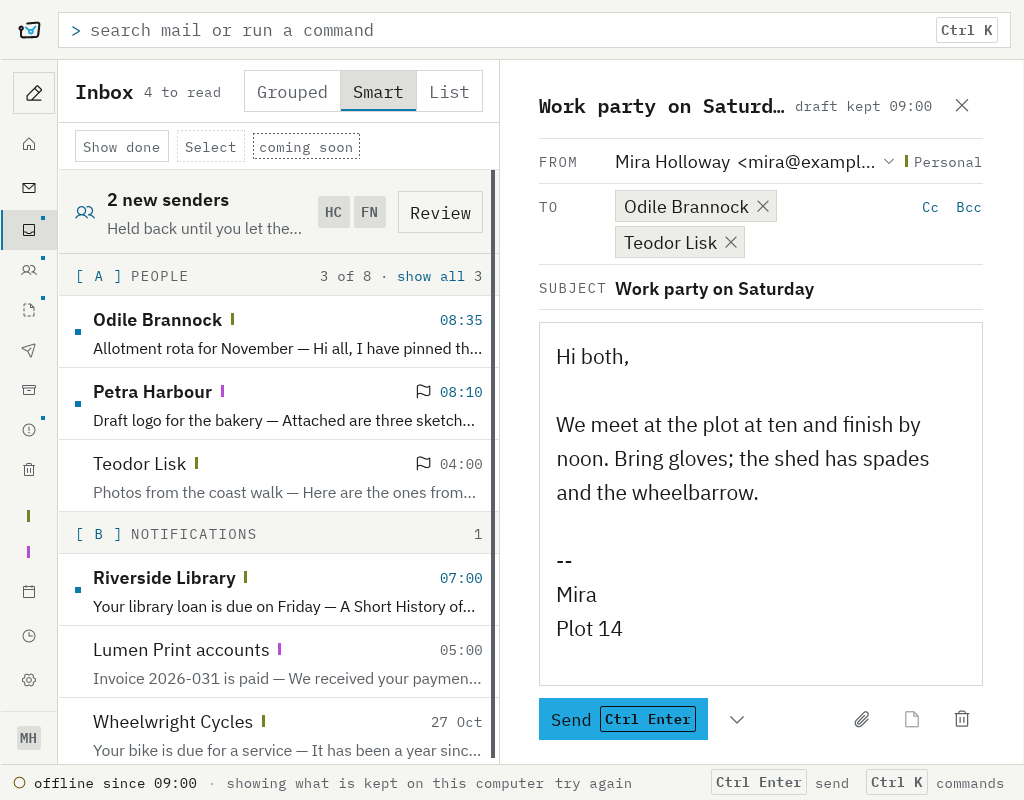 > search mail or run a command Ctrl K
Inbox 4 to read Grouped Smart List
Show done Select coming soon
2 new senders
Held back until you let the... HC FN Review
[ A ] PEOPLE 3 of 8 · show all 3
Odile Brannock 08:35
Allotment rota for November — Hi all, I have pinned th...
Petra Harbour 08:10
Draft logo for the bakery — Attached are three sketch...
Teodor Lisk 04:00
Photos from the coast walk — Here are the ones from...
[ B ] NOTIFICATIONS 1
Riverside Library 07:00
Your library loan is due on Friday — A Short History of...
Lumen Print accounts 05:00
Invoice 2026-031 is paid — We received your paymen...
Wheelwright Cycles 27 Oct
Your bike is due for a service — It has been a year sinc...
MH
Work party on Saturd... draft kept 09:00
FROM Mira Holloway <mira@exampl... Personal
TO Odile Brannock Cc Bcc
Teodor Lisk
SUBJECT Work party on Saturday
Hi both,
We meet at the plot at ten and finish by
noon. Bring gloves; the shed has spades
and the wheelbarrow.
--
Mira
Plot 14
Send Ctrl Enter
offline since 09:00 · showing what is kept on this computer try again Ctrl Enter send Ctrl K commands